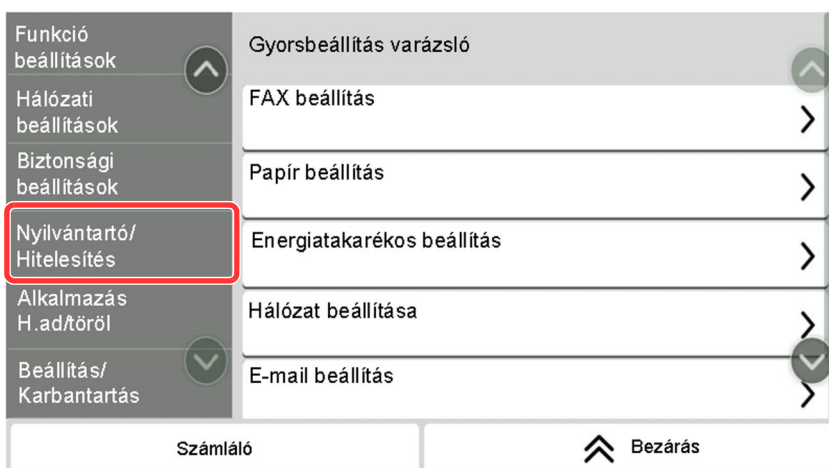 Funkció
beállítások
Hálózati
beállítások
Biztonsági
beállítások
Nyilvántartó/
Hitelesítés
Alkalmazás
H.ad/töröl
Beállítás/
Karbantartás
Gyorsbeállítás varázsló
FAX beállítás
Papír beállítás
Energiatakarékos beállítás
Hálózat beállítása
E-mail beállítás
Számláló
Bezárás